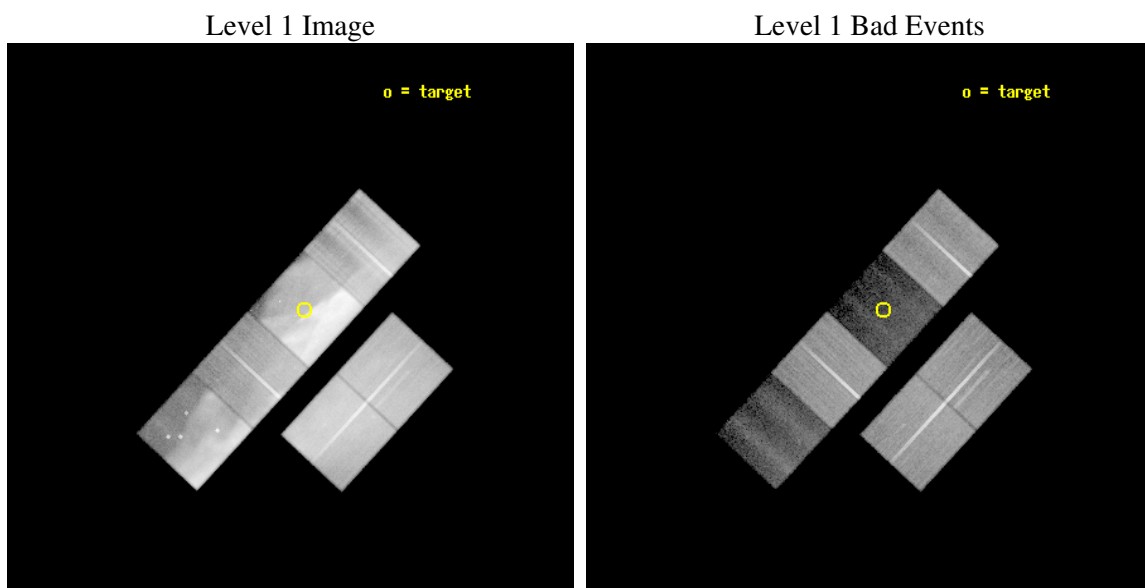 Level 1 Image
Level 1 Bad Events
o = target
o = target